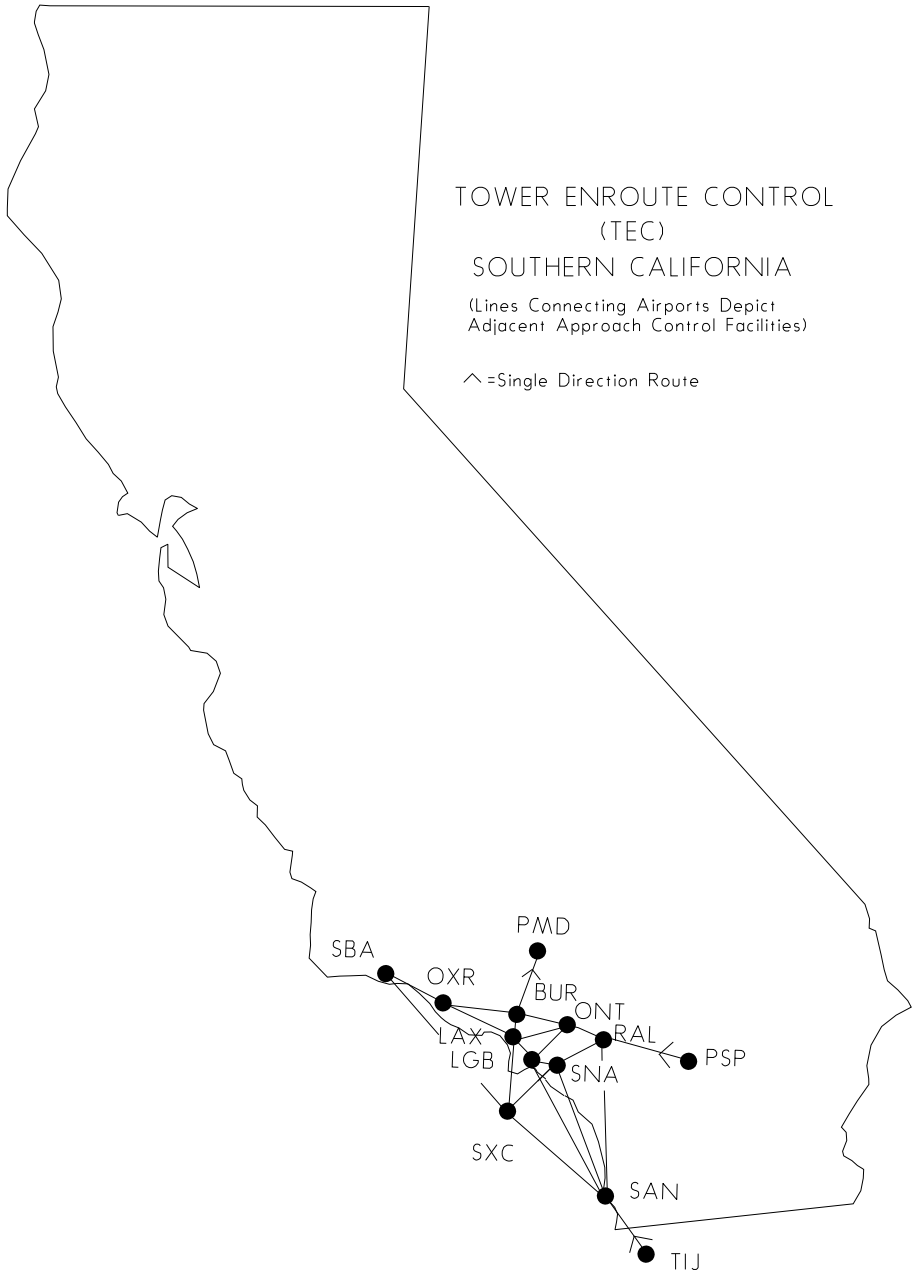 TOWER ENROUTE CONTROL
(TEC)
SOUTHERN CALIFORNIA
(Lines Connecting Airports Depict
Adjacent Approach Control Facilities)
^ =Single Direction Route
PMD
SBA
OXR
BUR
ONT
RAL
LAX
LGB
PSP
SNA
SXC
SAN
TIJ